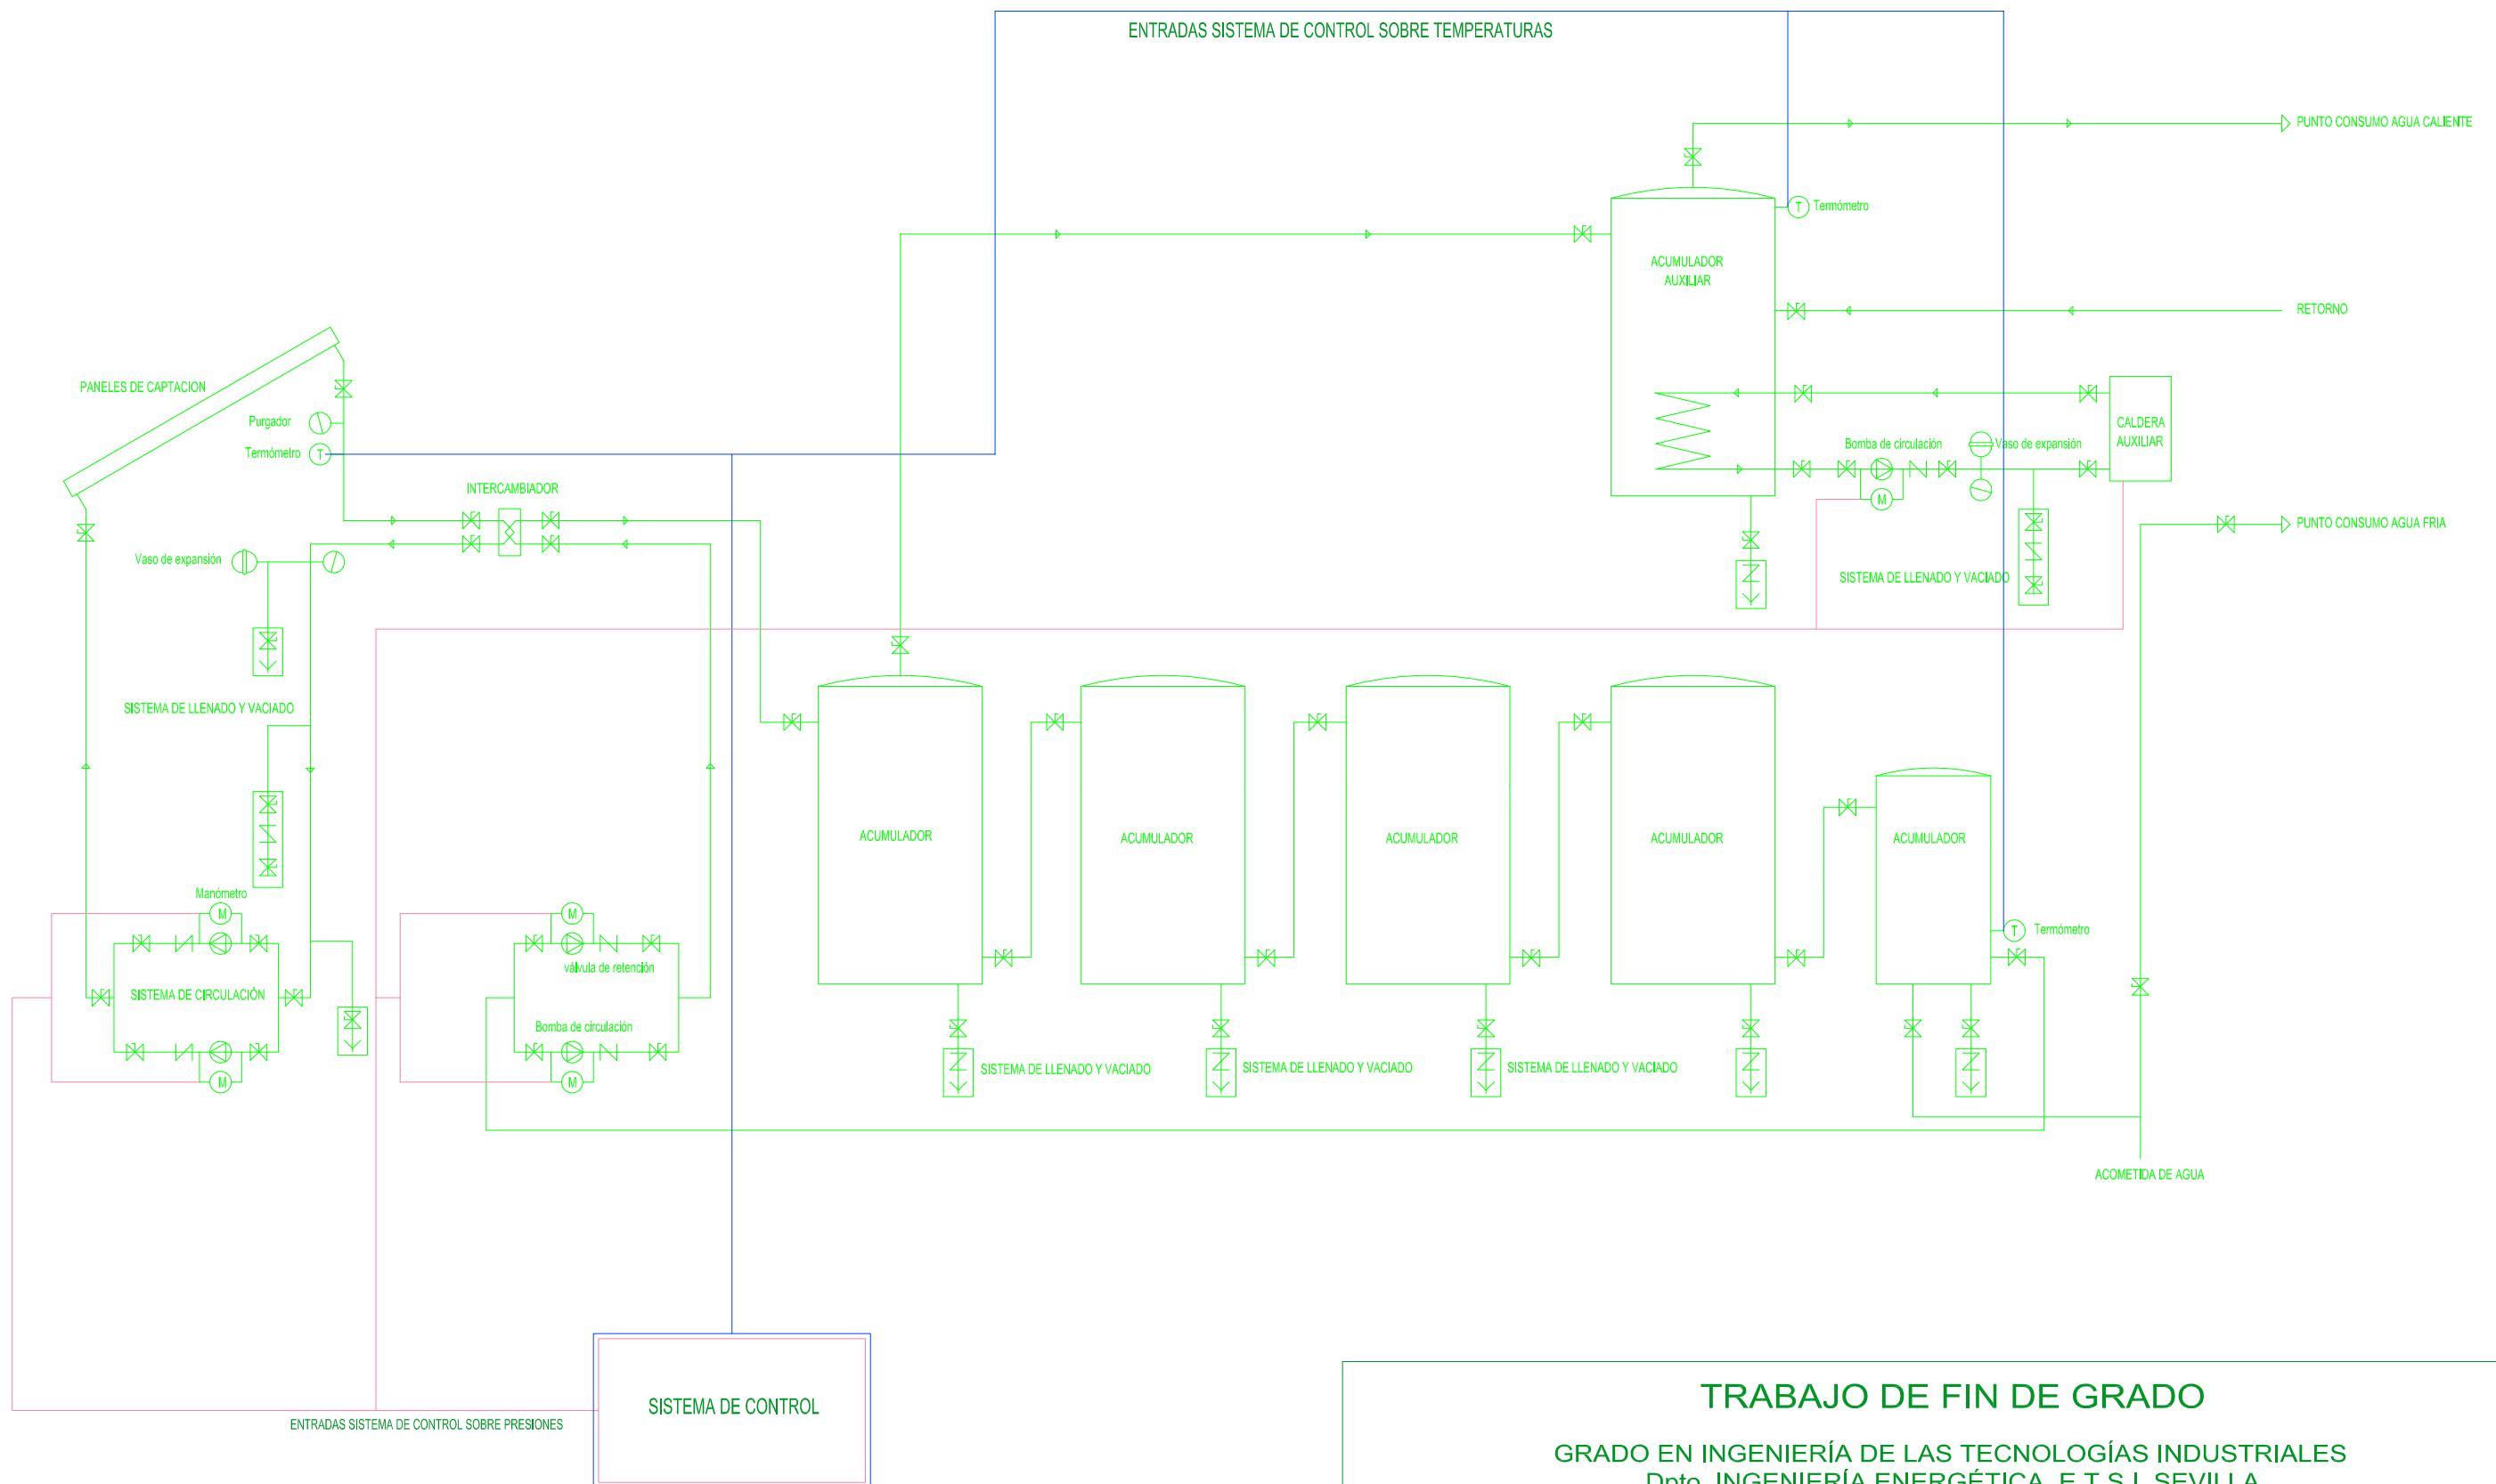 ENTRADAS SISTEMA DE CONTROL SOBRE TEMPERATURAS
PUNTO CONSUMO AGUA CALIENTE
T
Termómetro
ACUMULADOR
AUXILIAR
RETORNO
PANELES DE CAPTACION
Purgador
T
Termómetro
CALDERA
AUXILIAR
Bomba de circulación
Vaso de expansión
M
INTERCAMBIADOR
PUNTO CONSUMO AGUA FRIA
Vaso de expansión
SISTEMA DE LLENADO Y VACIADO
SISTEMA DE LLENADO Y VACIADO
ACUMULADOR
ACUMULADOR
ACUMULADOR
ACUMULADOR
ACUMULADOR
Manómetro
M
M
T
Termómetro
válvula de retención
SISTEMA DE CIRCULACIÓN
Bomba de circulación
M
M
SISTEMA DE LLENADO Y VACIADO
SISTEMA DE LLENADO Y VACIADO
SISTEMA DE LLENADO Y VACIADO
ACOMETIDA DE AGUA
SISTEMA DE CONTROL
ENTRADAS SISTEMA DE CONTROL SOBRE PRESIONES
TRABAJO DE FIN DE GRADO
GRADO EN INGENIERÍA DE LAS TECNOLOGÍAS INDUSTRIALES
Dpto. INGENIERÍA ENERGÉTICA. E.T.S.I. SEVILLA